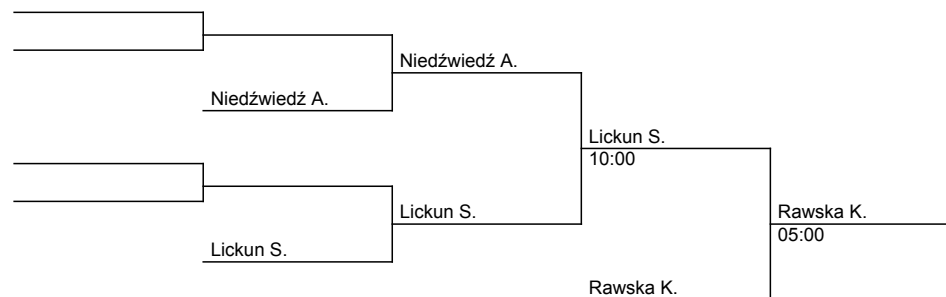 Niedźwiedź A.
Niedźwiedź A.
Lickun S.
10:00
Lickun S.
Rawska K.
05:00
Lickun S.
Rawska K.